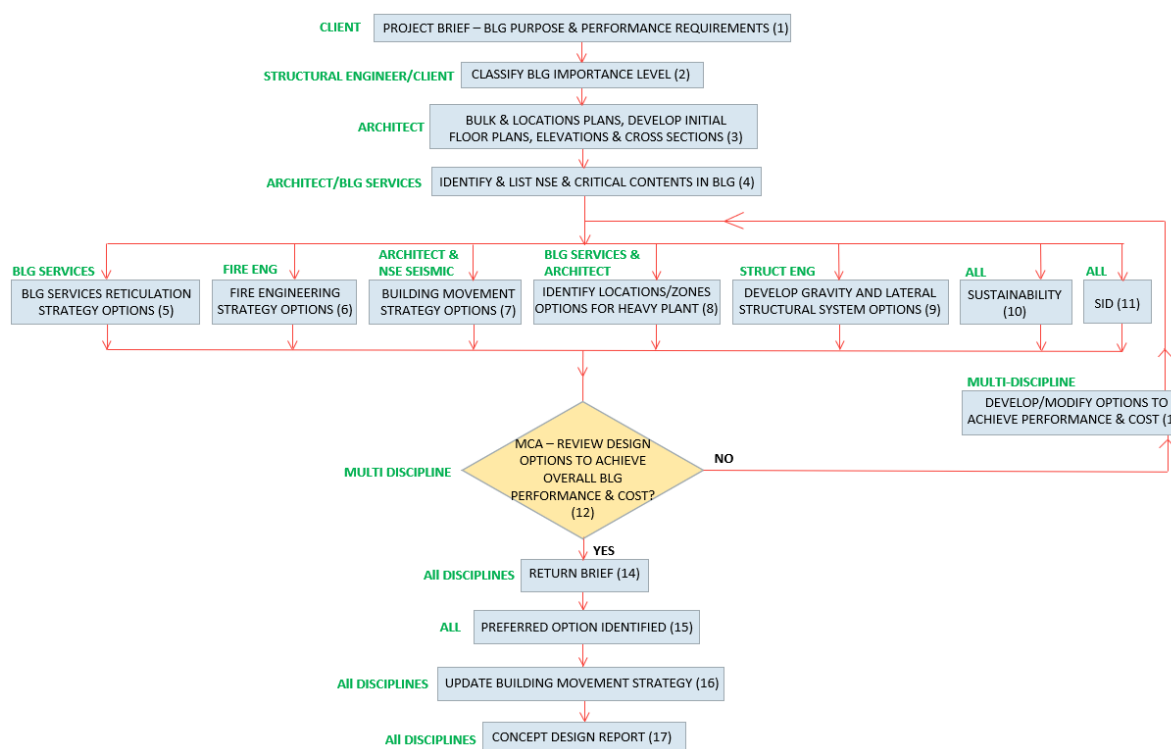 CLIENT
PROJECT BRIEF – BLG PURPOSE & PERFORMANCE REQUIREMENTS (1)
STRUCTURAL ENGINEER/CLIENT
CLASSIFY BLG IMPORTANCE LEVEL (2)
ARCHITECT
BULK & LOCATIONS PLANS, DEVELOP INITIAL
FLOOR PLANS, ELEVATIONS & CROSS SECTIONS (3)
ARCHITECT/BLG SERVICES
IDENTIFY & LIST NSE & CRITICAL CONTENTS IN BLG (4)
BLG SERVICES
BLG SERVICES RETICULATION
STRATEGY OPTIONS (5)
FIRE ENG
FIRE ENGINEERING
STRATEGY OPTIONS (6)
ARCHITECT &
NSE SEISMIC
BUILDING MOVEMENT
STRATEGY OPTIONS (7)
BLG SERVICES &
ARCHITECT
IDENTIFY LOCATIONS/ZONES
OPTIONS FOR HEAVY PLANT (8)
STRUCT ENG
DEVELOP GRAVITY AND LATERAL
STRUCTURAL SYSTEM OPTIONS (9)
ALL
SUSTAINABILITY
(10)
ALL
SID (11)
MULTI-DISCIPLINE
DEVELOP/MODIFY OPTIONS TO
ACHIEVE PERFORMANCE & COST (1
MULTI DISCIPLINE
MCA – REVIEW DESIGN
OPTIONS TO ACHIEVE
OVERALL BLG
PERFORMANCE & COST?
(12)
NO
YES
All DISCIPLINES
RETURN BRIEF (14)
ALL
PREFERRED OPTION IDENTIFIED (15)
All DISCIPLINES
UPDATE BUILDING MOVEMENT STRATEGY (16)
All DISCIPLINES
CONCEPT DESIGN REPORT (17)